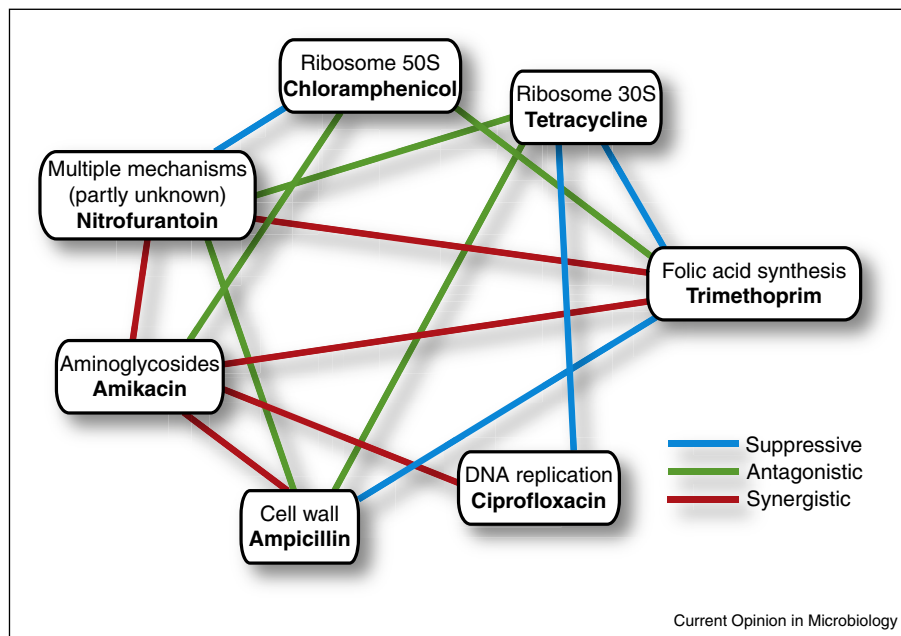 Ribosome 50S
Chloramphenicol
Ribosome 30S
Tetracycline
Multiple mechanisms
(partly unknown)
Nitrofurantoin
Folic acid synthesis
Trimethoprim
Aminoglycosides
Amikacin
DNA replication
Ciprofloxacin
Cell wall
Ampicillin
Suppressive
Antagonistic
Synergistic
Current Opinion in Microbiology